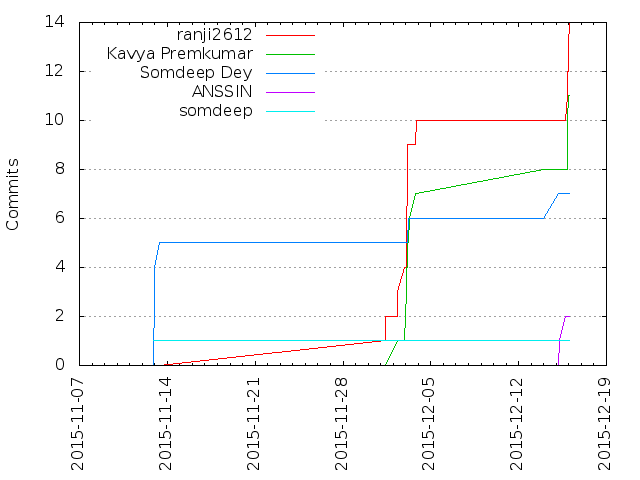 14
12
10
8
6
4
2
0
Commits
ranji2612
Kavya Premkumar
Somdeep Dey
ANSSIN
somdeep
2015-11-07
2015-11-14
2015-11-21
2015-11-28
2015-12-05
2015-12-12
2015-12-19